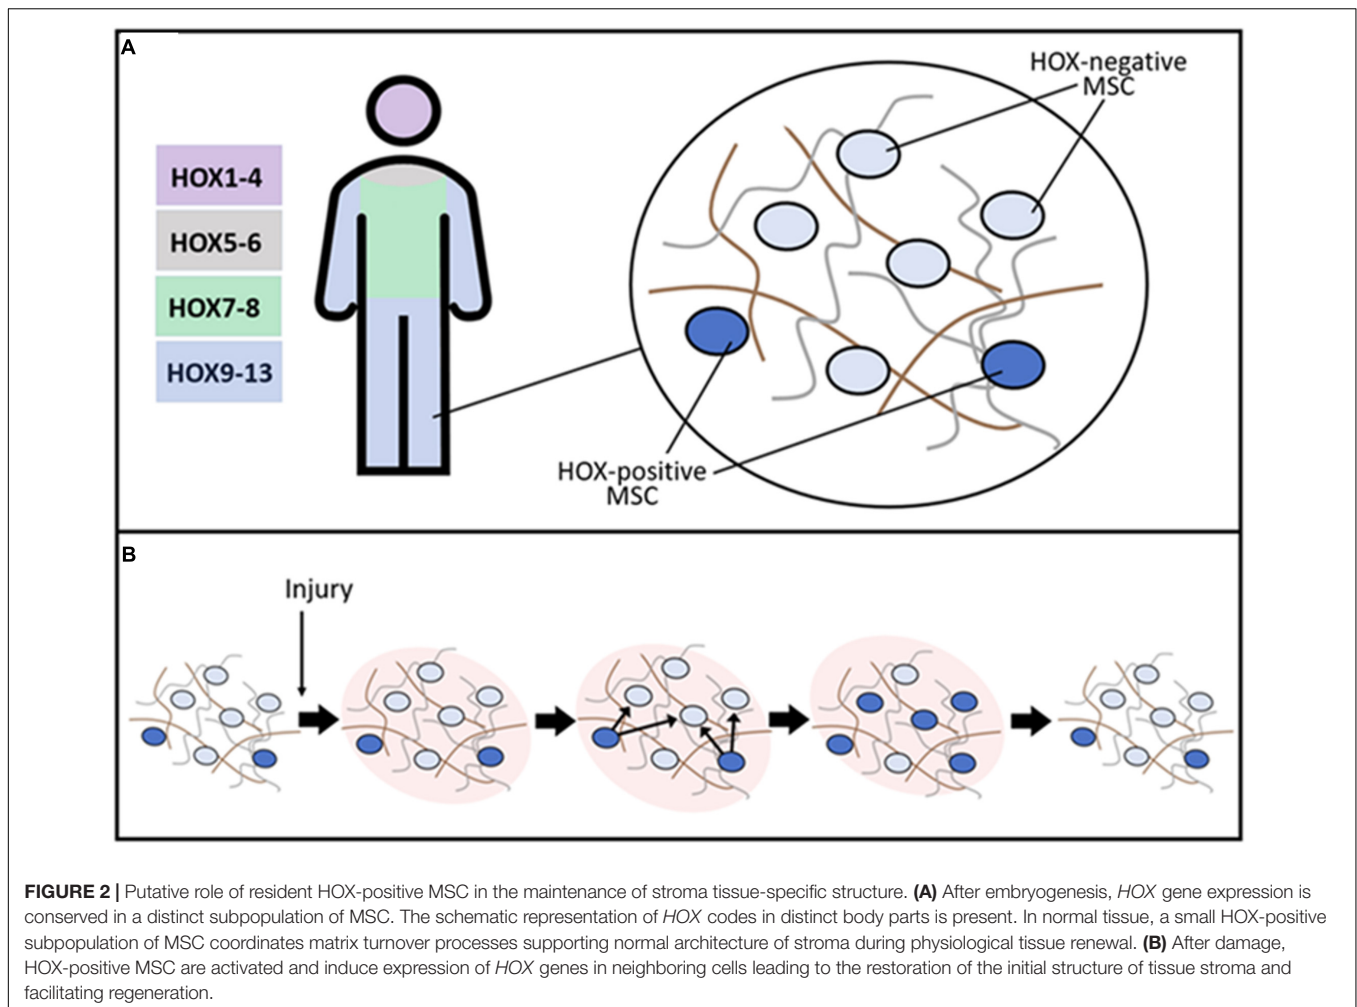 A
HOX-negative
MSC
HOX1-4
HOX5-6
HOX7-8
HOX9-13
HOX-positive
MSC
B
Injury
FIGURE 2 | Putative role of resident HOX-positive MSC in the maintenance of stroma tissue-specific structure. (A) After embryogenesis, HOX gene expression is
conserved in a distinct subpopulation of MSC. The schematic representation of HOX codes in distinct body parts is present. In normal tissue, a small HOX-positive
subpopulation of MSC coordinates matrix turnover processes supporting normal architecture of stroma during physiological tissue renewal. (B) After damage,
HOX-positive MSC are activated and induce expression of HOX genes in neighboring cells leading to the restoration of the initial structure of tissue stroma and
facilitating regeneration.